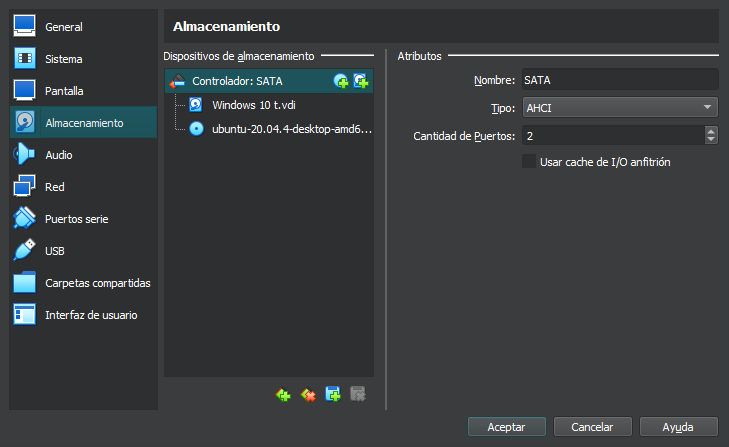 General
Sistema
Pantalla
Almacenamiento
Audio
Red
Puertos serie
USB
Carpetas compartidas
Interfaz de usuario
Almacenamiento
Dispositivos de almacenamiento
Controlador: SATA
Windows 10 t.vdi
ubuntu-20.04.4-desktop-amd6...
Atributos
Nombre: SATA
Tipo: AHCI
Cantidad de Puertos: 2
Usar cache de I/O anfitrión
Aceptar Cancelar Ayuda